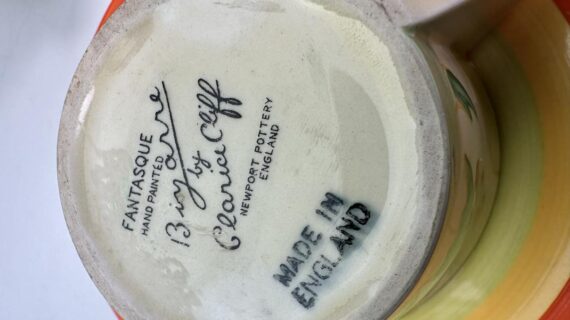 FANTASQUE
HAND PAINTED
Bizarre
by
Clarice Cliff
NEWPORT POTTERY
ENGLAND
MADE IN
ENGLAND